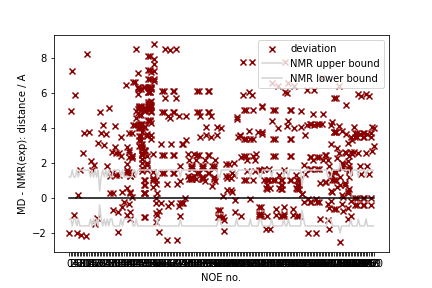 deviation
NMR upper bound
NMR lower bound
MD - NMR(exp): distance / A
8
6
4
2
0
−2
NOE no.